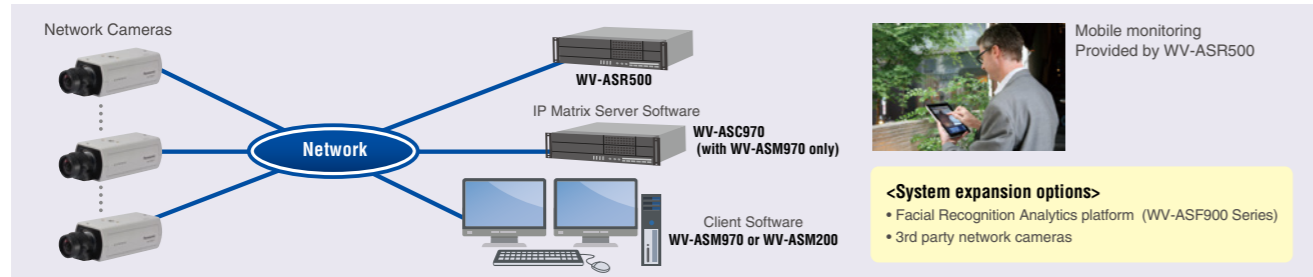 Network Cameras
Network
WV-ASR500
IP Matrix Server Software
WV-ASC970
(with WV-ASM970 only)
Client Software
WV-ASM970 or WV-ASM200
Mobile monitoring
Provided by WV-ASR500
<System expansion options>
• Facial Recognition Analytics platform (WV-ASF900 Series)
• 3rd party network cameras